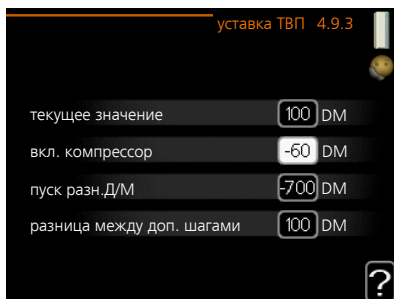 уставка ТВП 4.9.3
текущее значение 100 DM
вкл. компрессор -60 DM
пуск разн.Д/М -700 DM
разница между доп. шагами 100 DM
?